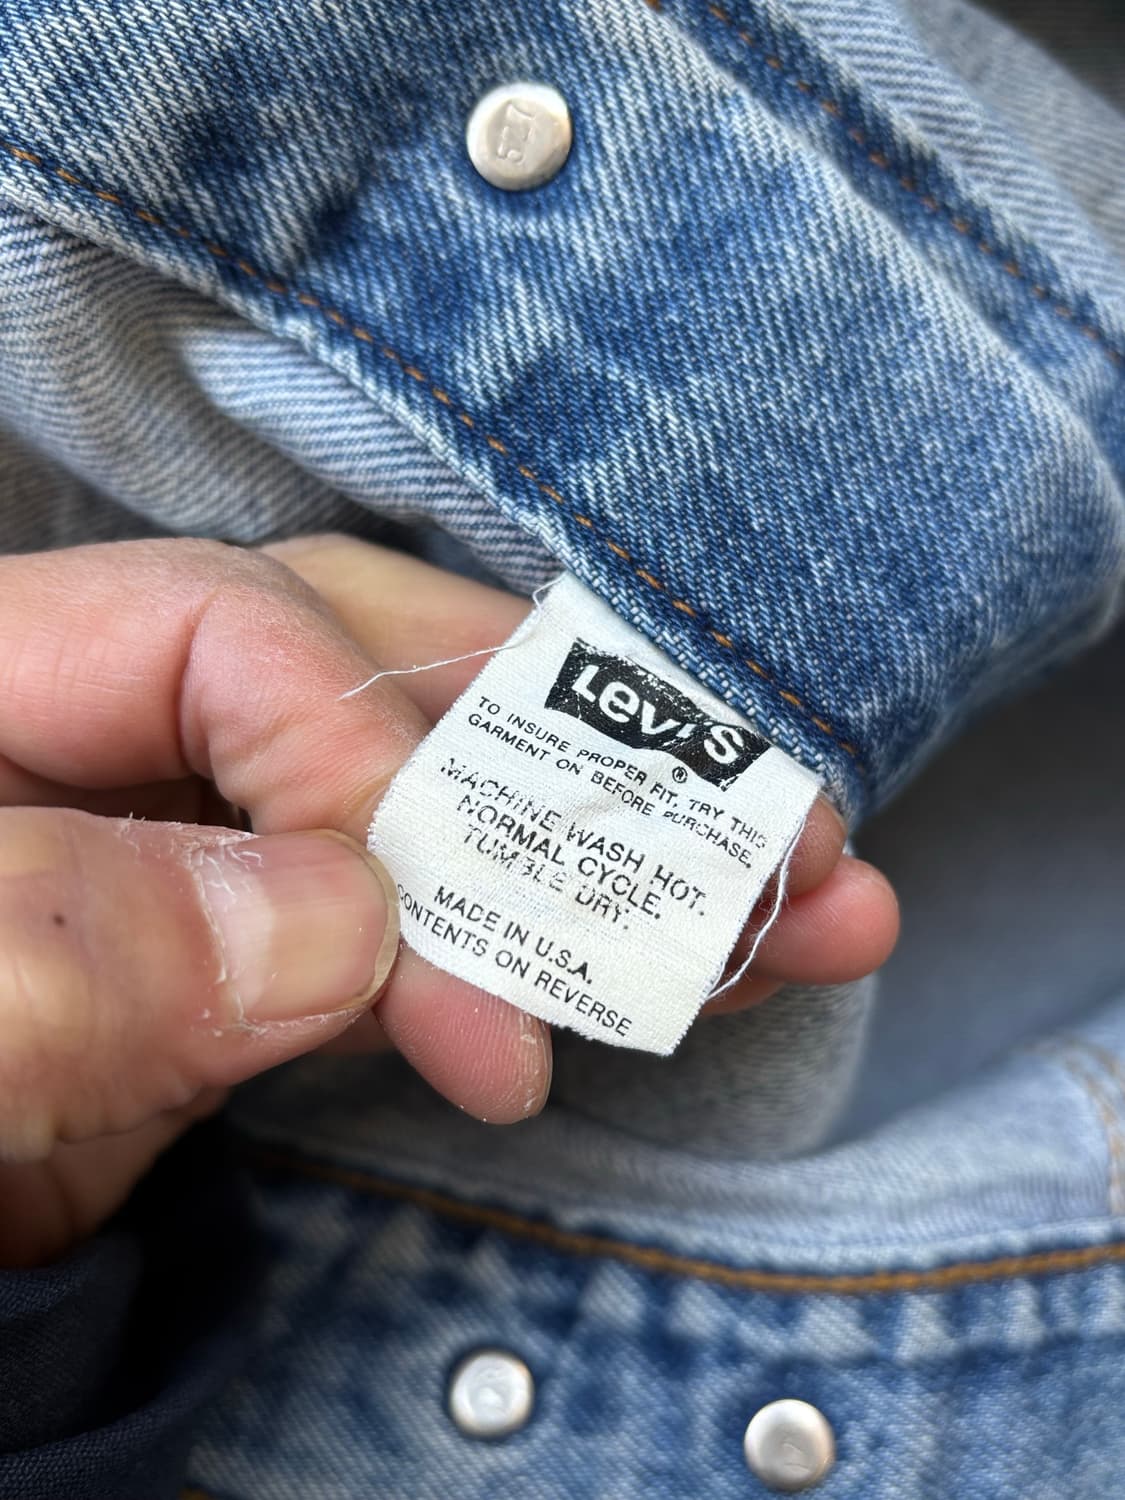 527
Levi's
®
TO INSURE PROPER FIT, TRY THIS
GARMENT ON BEFORE PURCHASE.
MACHINE WASH HOT.
NORMAL CYCLE.
TUMBLE DRY.
MADE IN U.S.A.
CONTENTS ON REVERSE